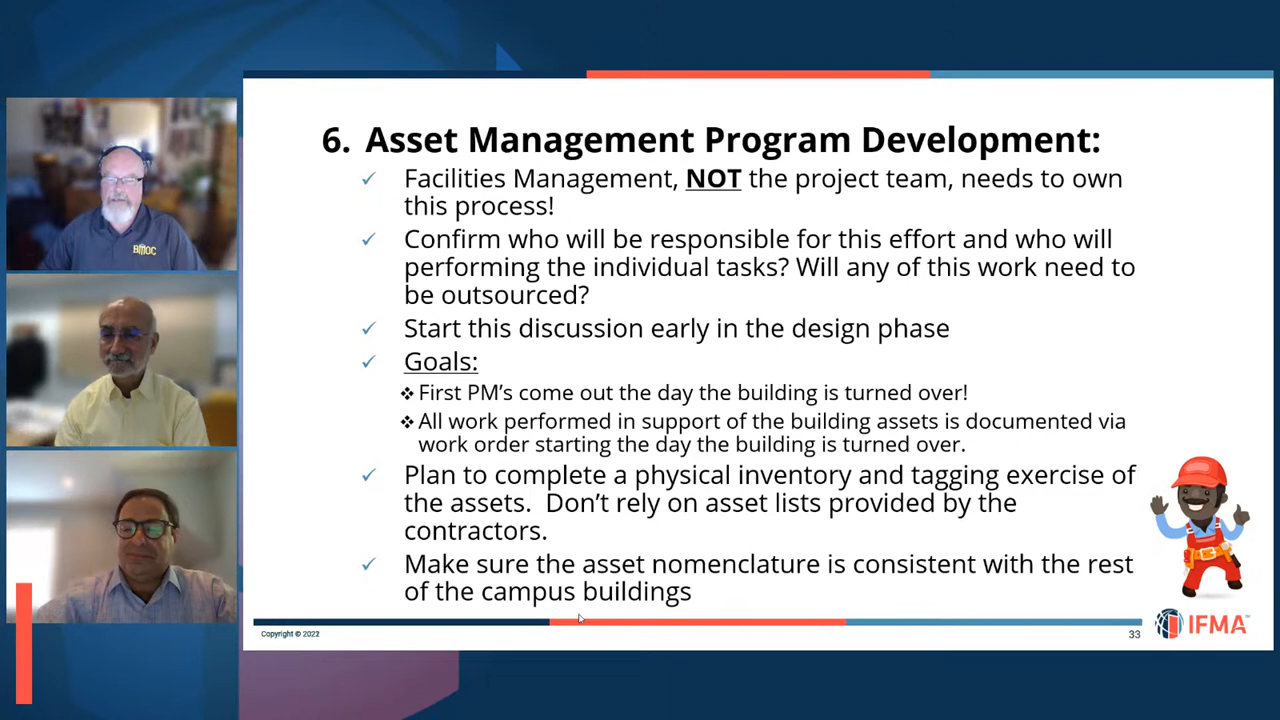 6. Asset Management Program Development:
✓ Facilities Management, NOT the project team, needs to own
this process!
✓ Confirm who will be responsible for this effort and who will
performing the individual tasks? Will any of this work need to
be outsourced?
✓ Start this discussion early in the design phase
✓ Goals:
❖ First PM's come out the day the building is turned over!
❖ All work performed in support of the building assets is documented via
work order starting the day the building is turned over.
✓ Plan to complete a physical inventory and tagging exercise of
the assets. Don't rely on asset lists provided by the
contractors.
✓ Make sure the asset nomenclature is consistent with the rest
of the campus buildings
Copyright © 2022
33
IFMA™